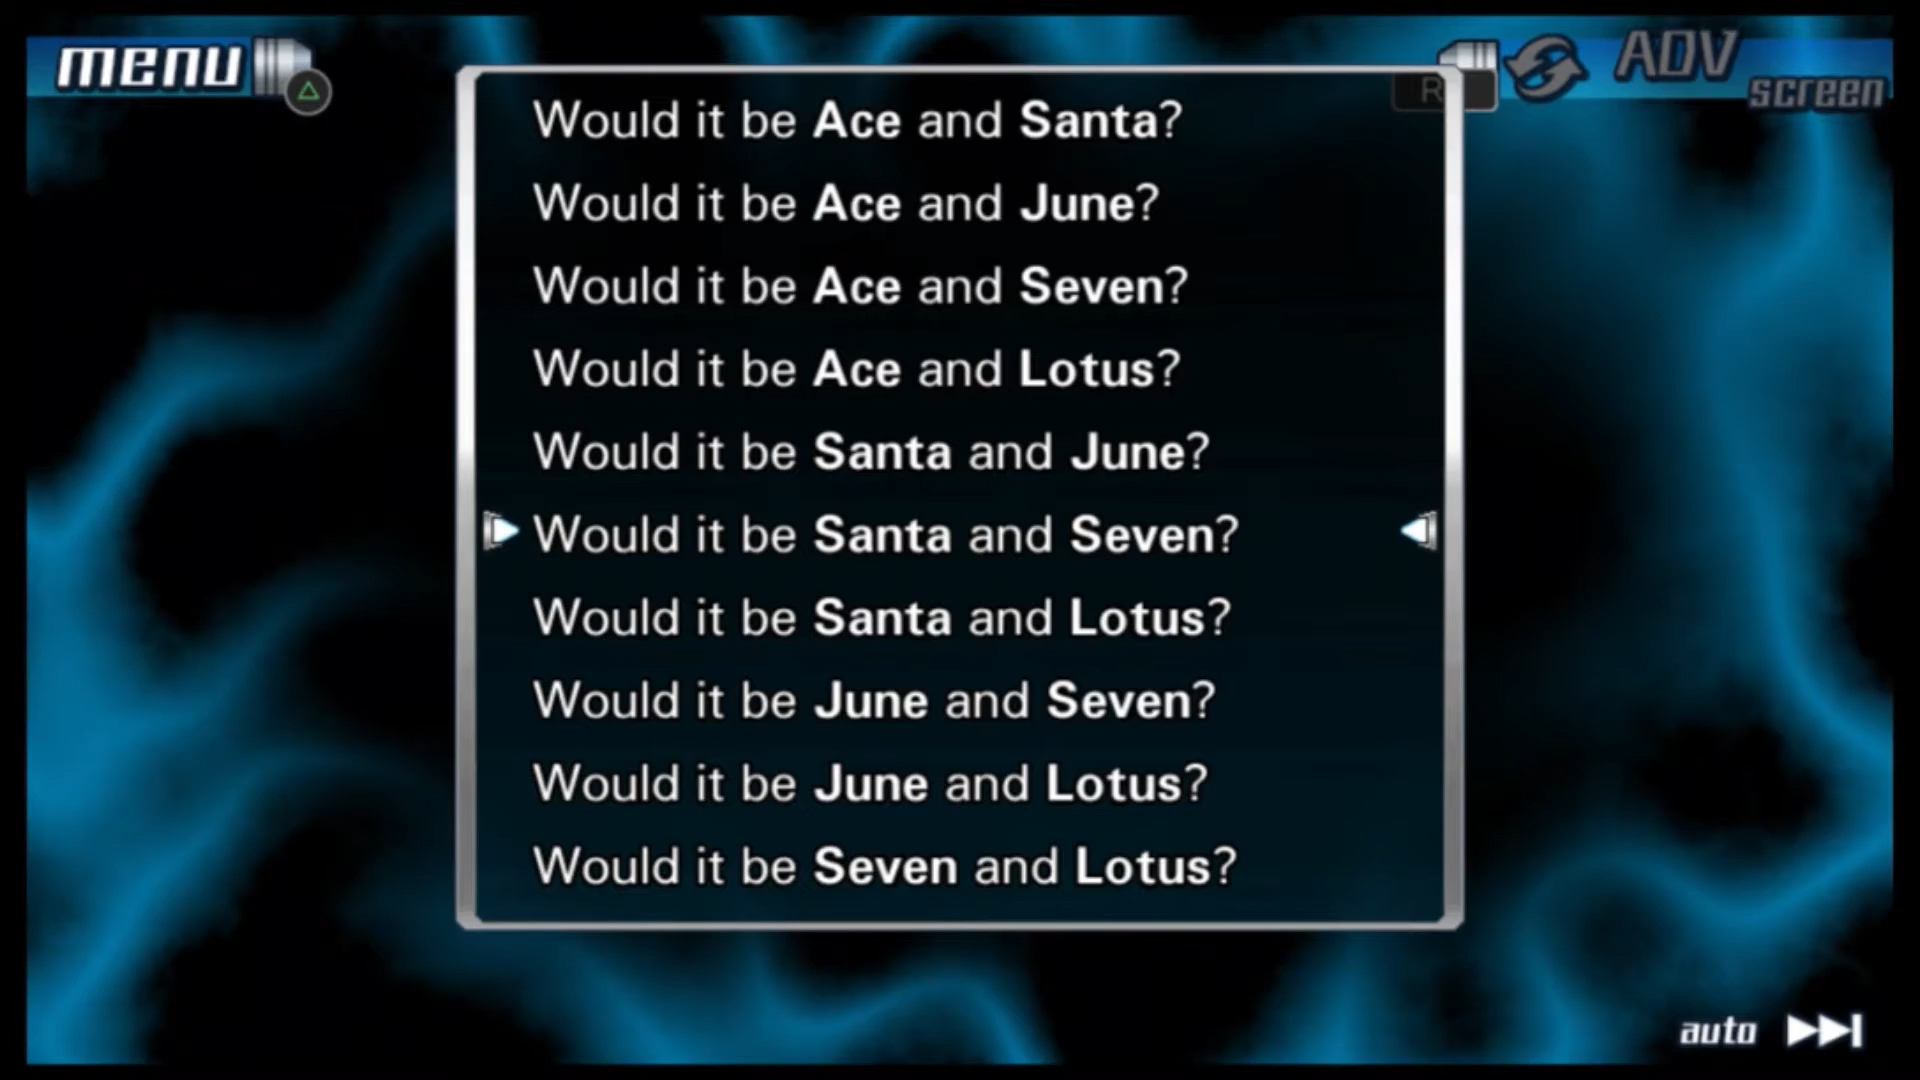 menu
R
ADV
screen
Would it be Ace and Santa?
Would it be Ace and June?
Would it be Ace and Seven?
Would it be Ace and Lotus?
Would it be Santa and June?
Would it be Santa and Seven?
Would it be Santa and Lotus?
Would it be June and Seven?
Would it be June and Lotus?
Would it be Seven and Lotus?
auto